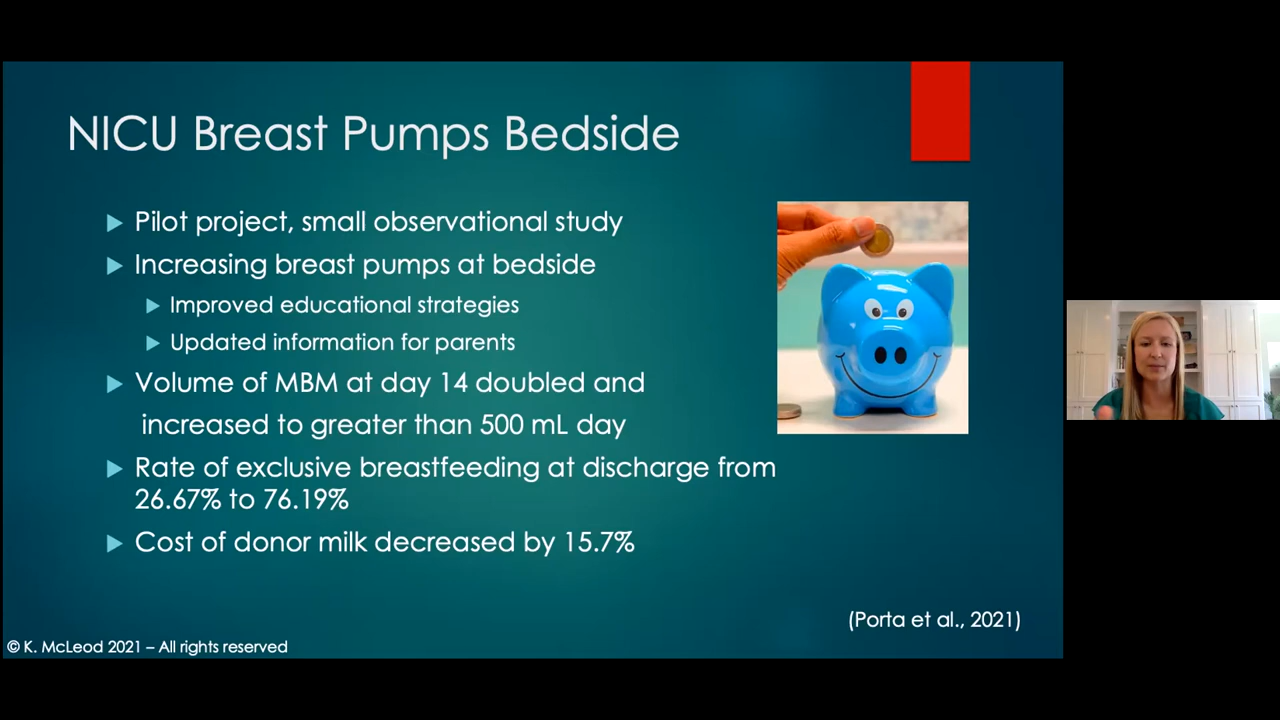 NICU Breast Pumps Bedside
Pilot project, small observational study
Increasing breast pumps at bedside
Improved educational strategies
Updated information for parents
Volume of MBM at day 14 doubled and
increased to greater than 500 mL day
Rate of exclusive breastfeeding at discharge from
26.67% to 76.19%
Cost of donor milk decreased by 15.7%
(Porta et al., 2021)
© K. McLeod 2021 – All rights reserved